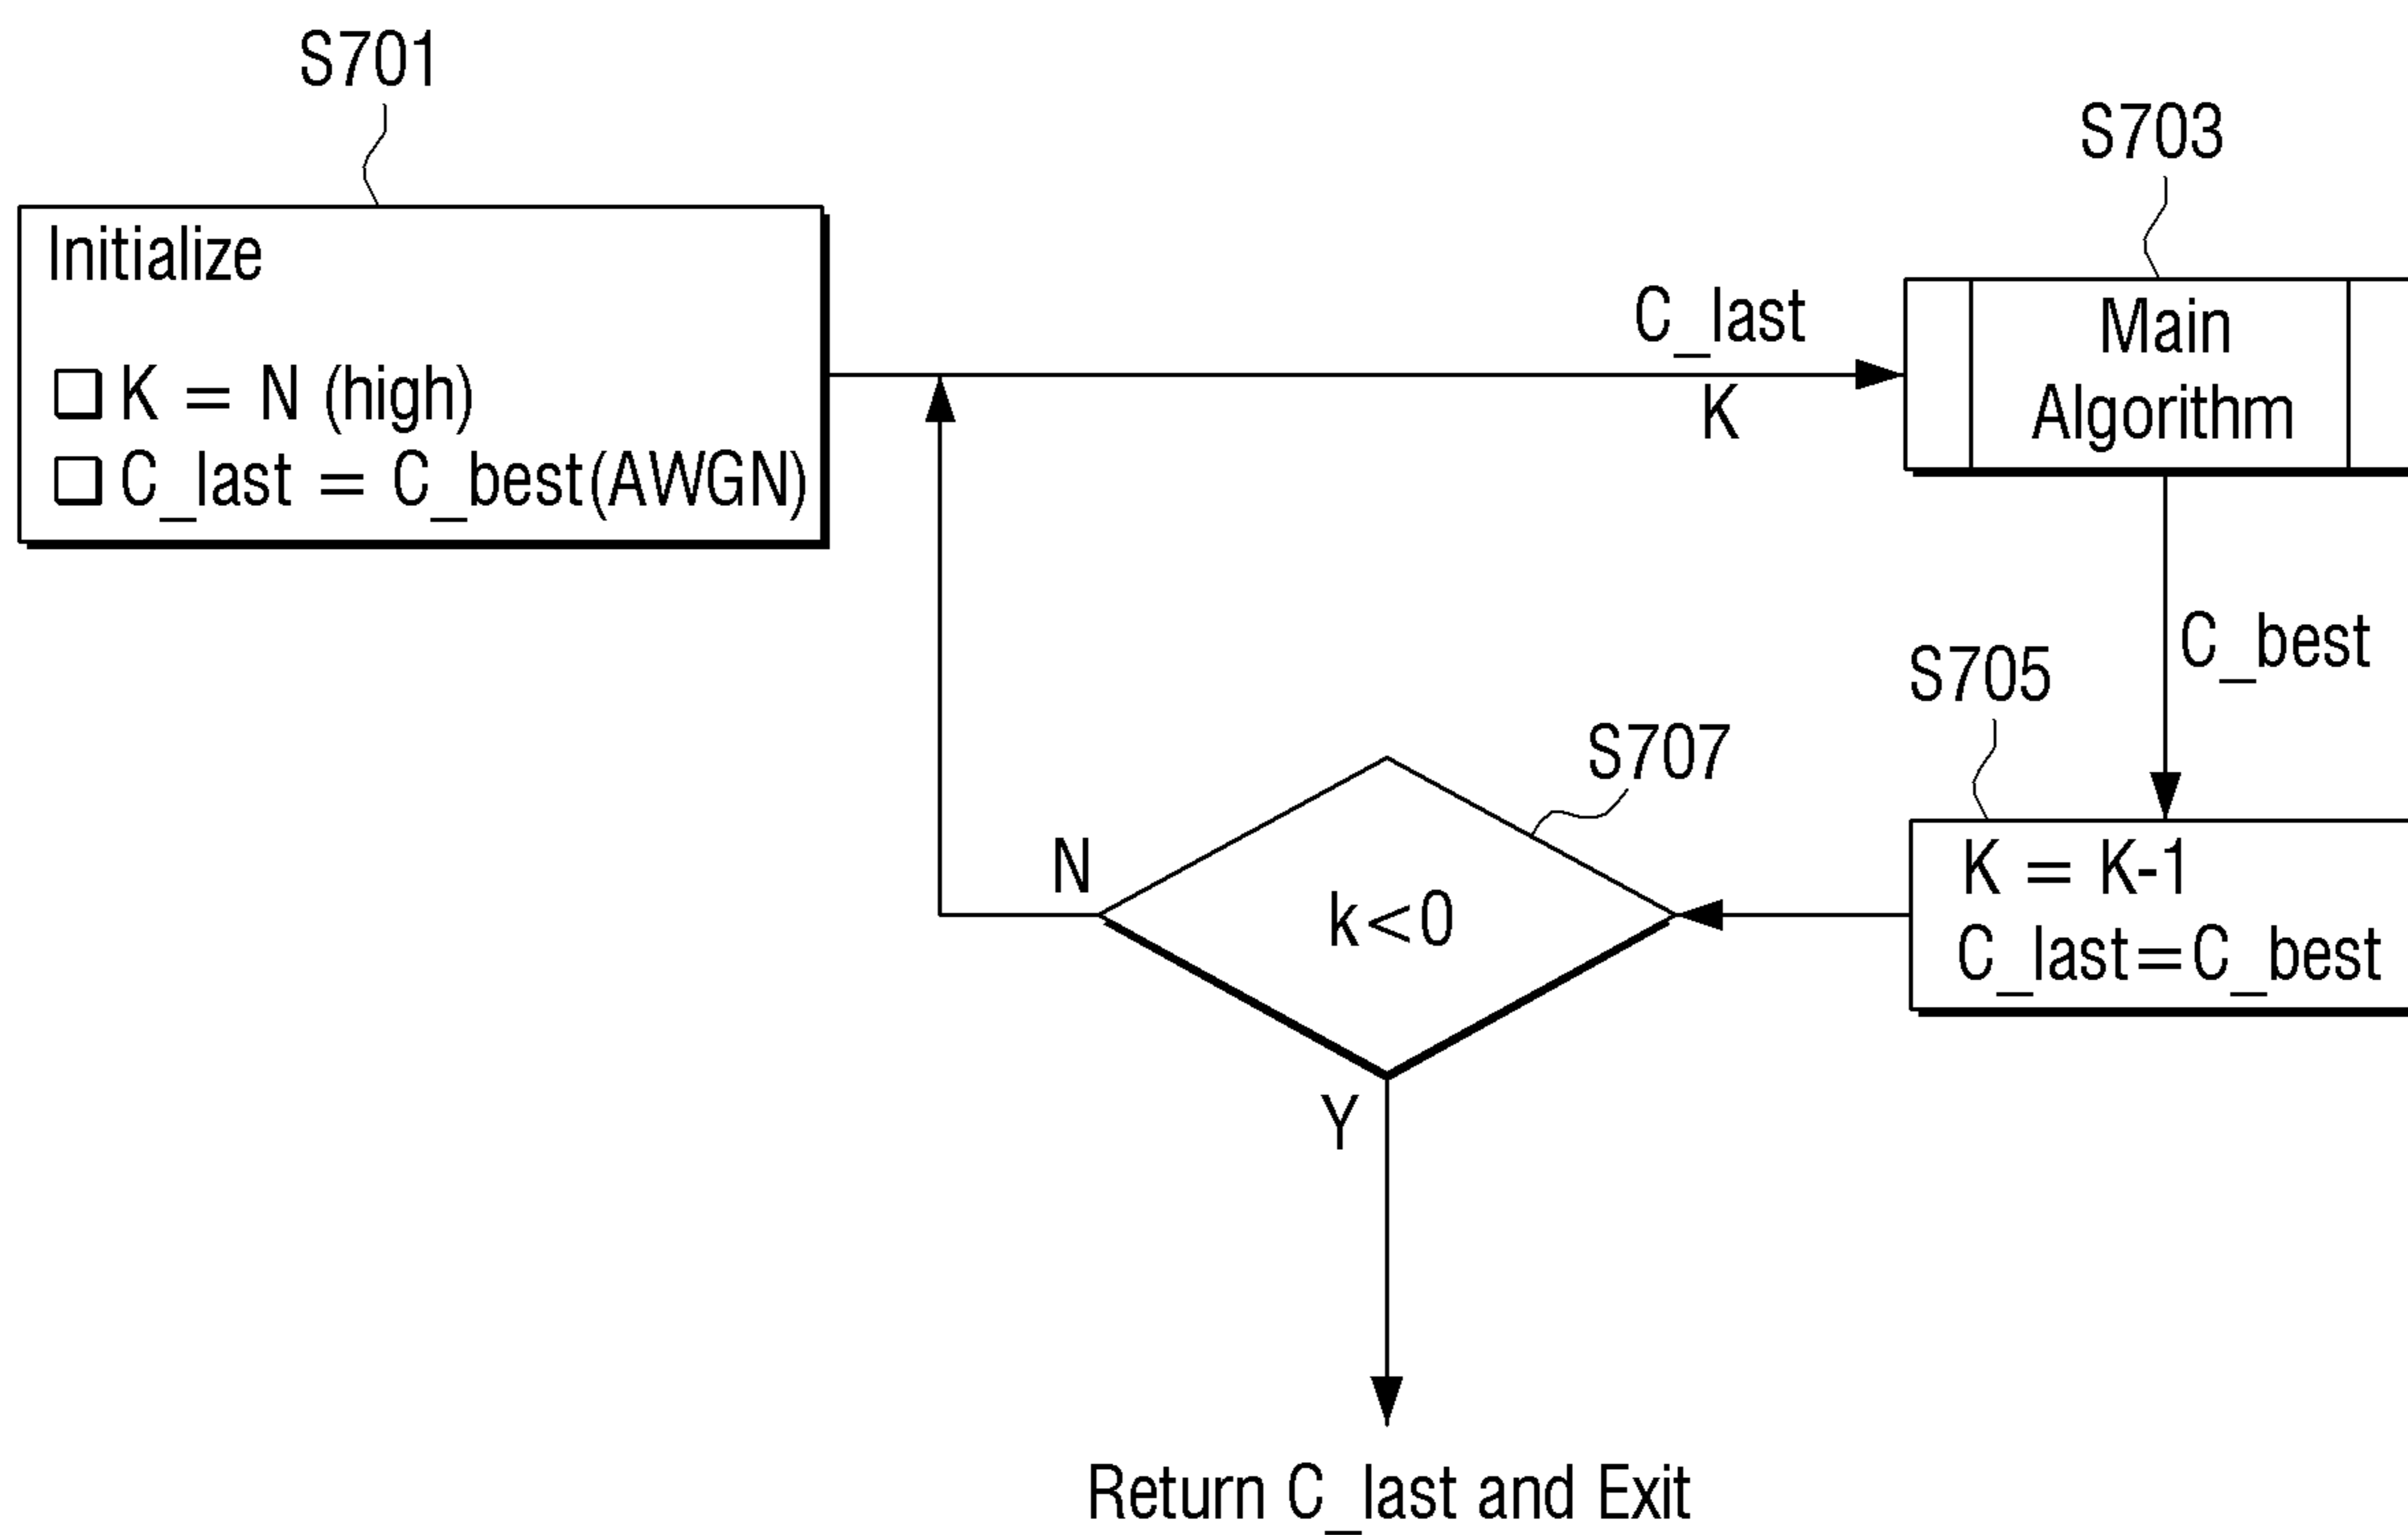 S701
Initialize
K = N (high)
C_last = C_best(AWGN)
C_last
K
S703
Main
Algorithm
C_best
S705
K = K-1
C_last=C_best
S707
k<0
N
Y
Return C_last and Exit